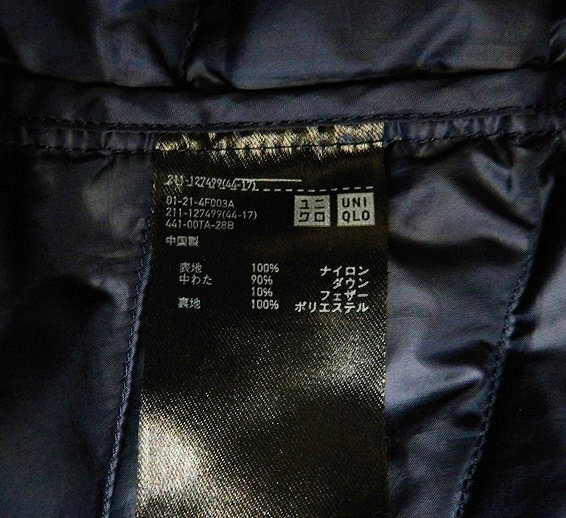 211-127499(44-17)
01-21-4F003A
211-127499(44-17)
441-001A-2BB
中国製
ユニ
クロ
UNI
QLO
表地 100% ナイロン
中わた 90% ダウン
10% フェザー
裏地 100% ポリエステル